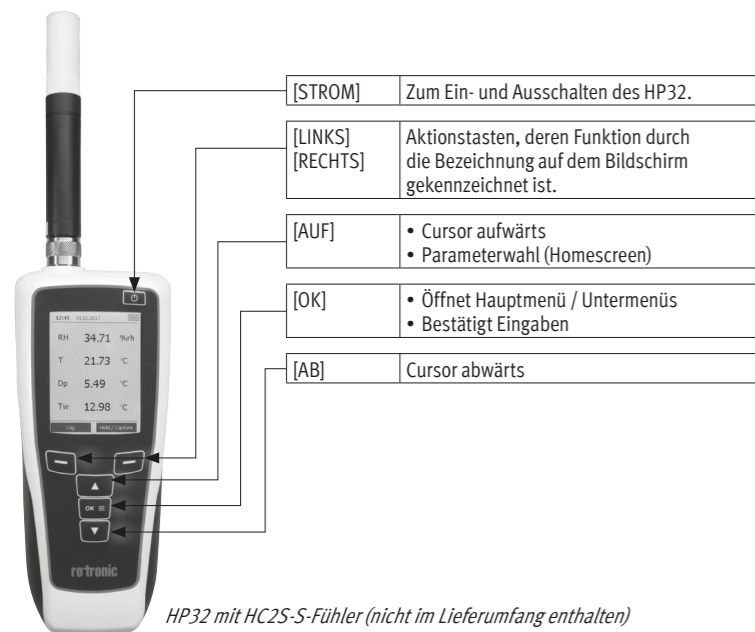 [STROM] Zum Ein- und Ausschalten des HP32.
[LINKS] Aktionstasten, deren Funktion durch
[RECHTS] die Bezeichnung auf dem Bildschirm
gekennzeichnet ist.
[AUF] • Cursor aufwärts
• Parameterwahl (Homescreen)
[OK] • Öffnet Hauptmenü / Untermenüs
• Bestätigt Eingaben
[AB] Cursor abwärts
12:45 01.02.2017
RH 34.71 %rh
T 21.73 °C
Dp 5.49 °C
Tw 12.98 °C
Log Hold / Capture
OK
rotronic
HP32 mit HC2S-S-Fühler (nicht im Lieferumfang enthalten)